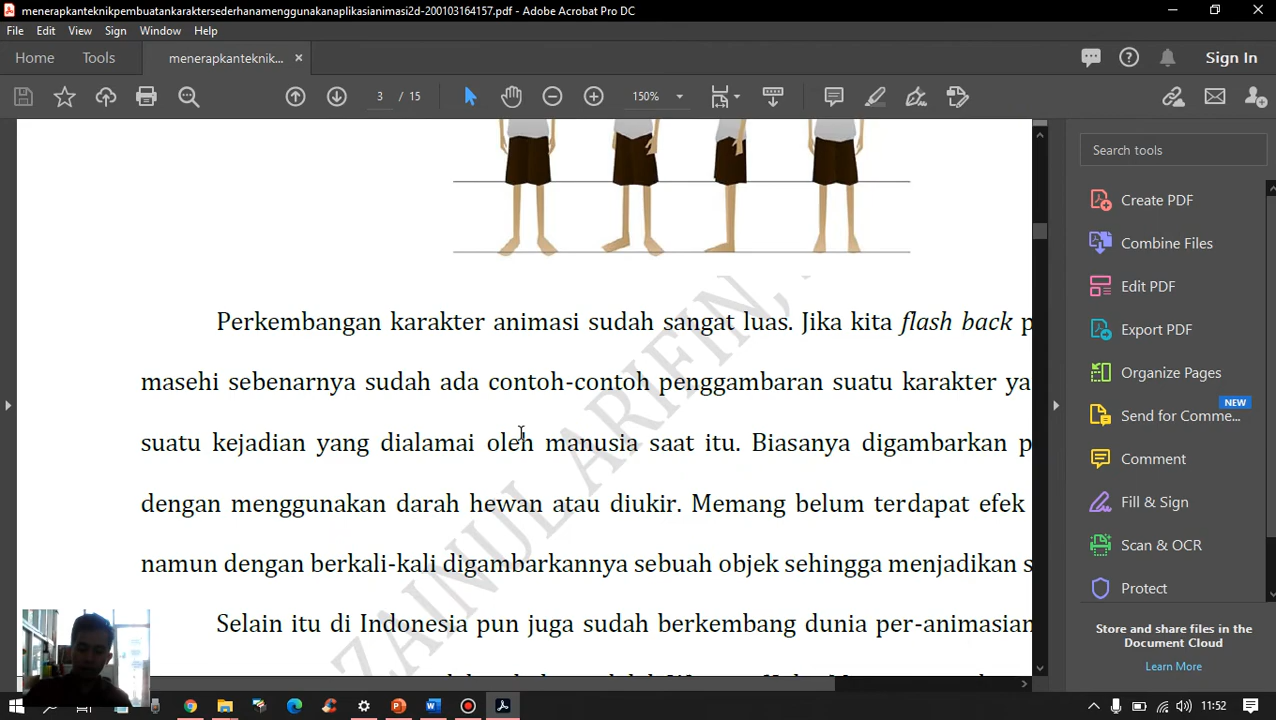 menerapkanteknikpembuatankaraktersederhanamenggunakanaplikasianimasi2d-200103164157.pdf - Adobe Acrobat Pro DC
File Edit View Sign Window Help
Home Tools menerapkanteknik... × Sign In
3 / 15 150%
Search tools
Create PDF
Combine Files
Edit PDF
Export PDF
Organize Pages
NEW
Send for Comme...
Comment
Fill & Sign
Scan & OCR
Protect
Store and share files in the
Document Cloud
Learn More
Perkembangan karakter animasi sudah sangat luas. Jika kita flash back p
masehi sebenarnya sudah ada contoh-contoh penggambaran suatu karakter ya
suatu kejadian yang dialamai oleh manusia saat itu. Biasanya digambarkan p
dengan menggunakan darah hewan atau diukir. Memang belum terdapat efek
namun dengan berkali-kali digambarkannya sebuah objek sehingga menjadikan s
Selain itu di Indonesia pun juga sudah berkembang dunia per-animasian
ZAINUL ARIFIN,
11:52